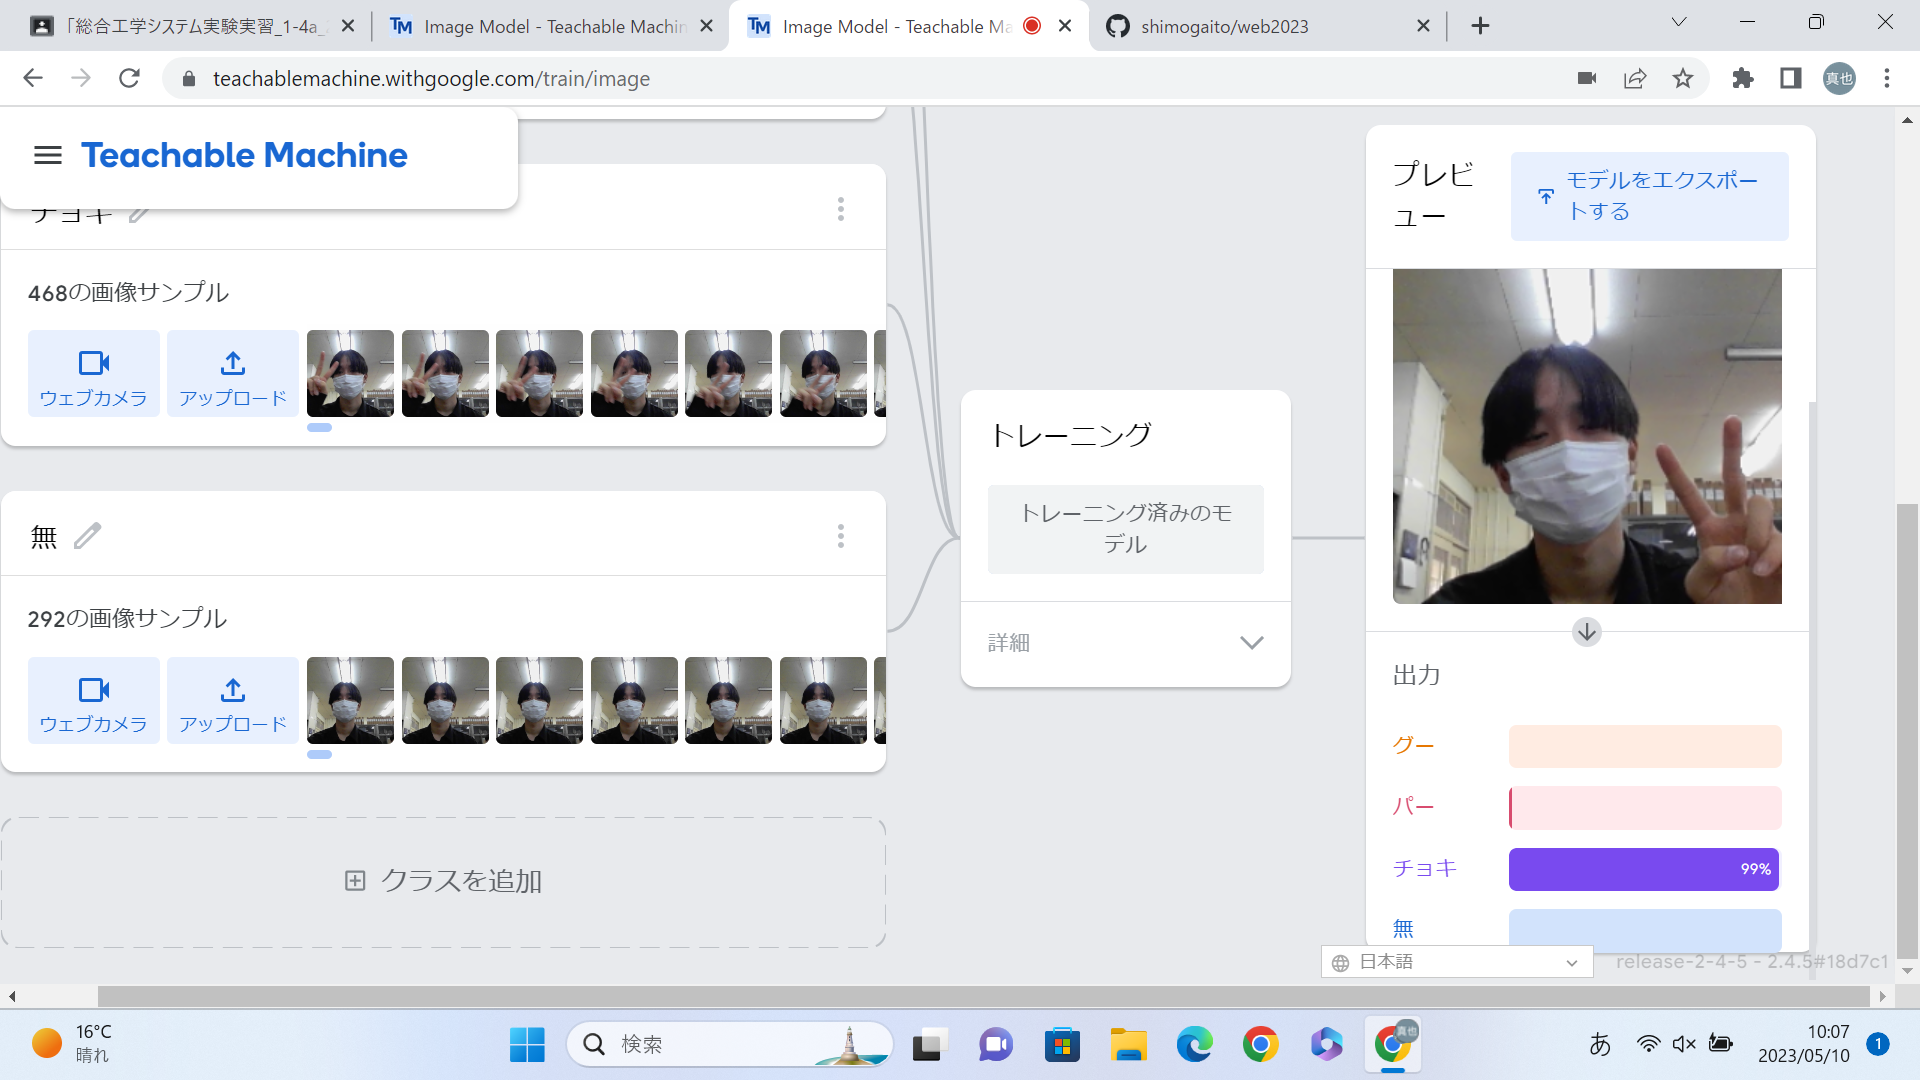 「総合工学システム実験実習_1-4a_
Image Model - Teachable Machin
Image Model - Teachable Ma
shimogaito/web2023
teachablemachine.withgoogle.com/train/image
真也
Teachable Machine
チョキ
468の画像サンプル
ウェブカメラ
アップロード
無
292の画像サンプル
ウェブカメラ
アップロード
クラスを追加
トレーニング
トレーニング済みのモ
デル
詳細
プレビ
ュー
モデルをエクスポー
トする
出力
グー
パー
チョキ
99%
無
日本語
release-2-4-5 - 2.4.5#18d7c1
16°C
晴れ
検索
真也
あ
10:07
2023/05/10
1